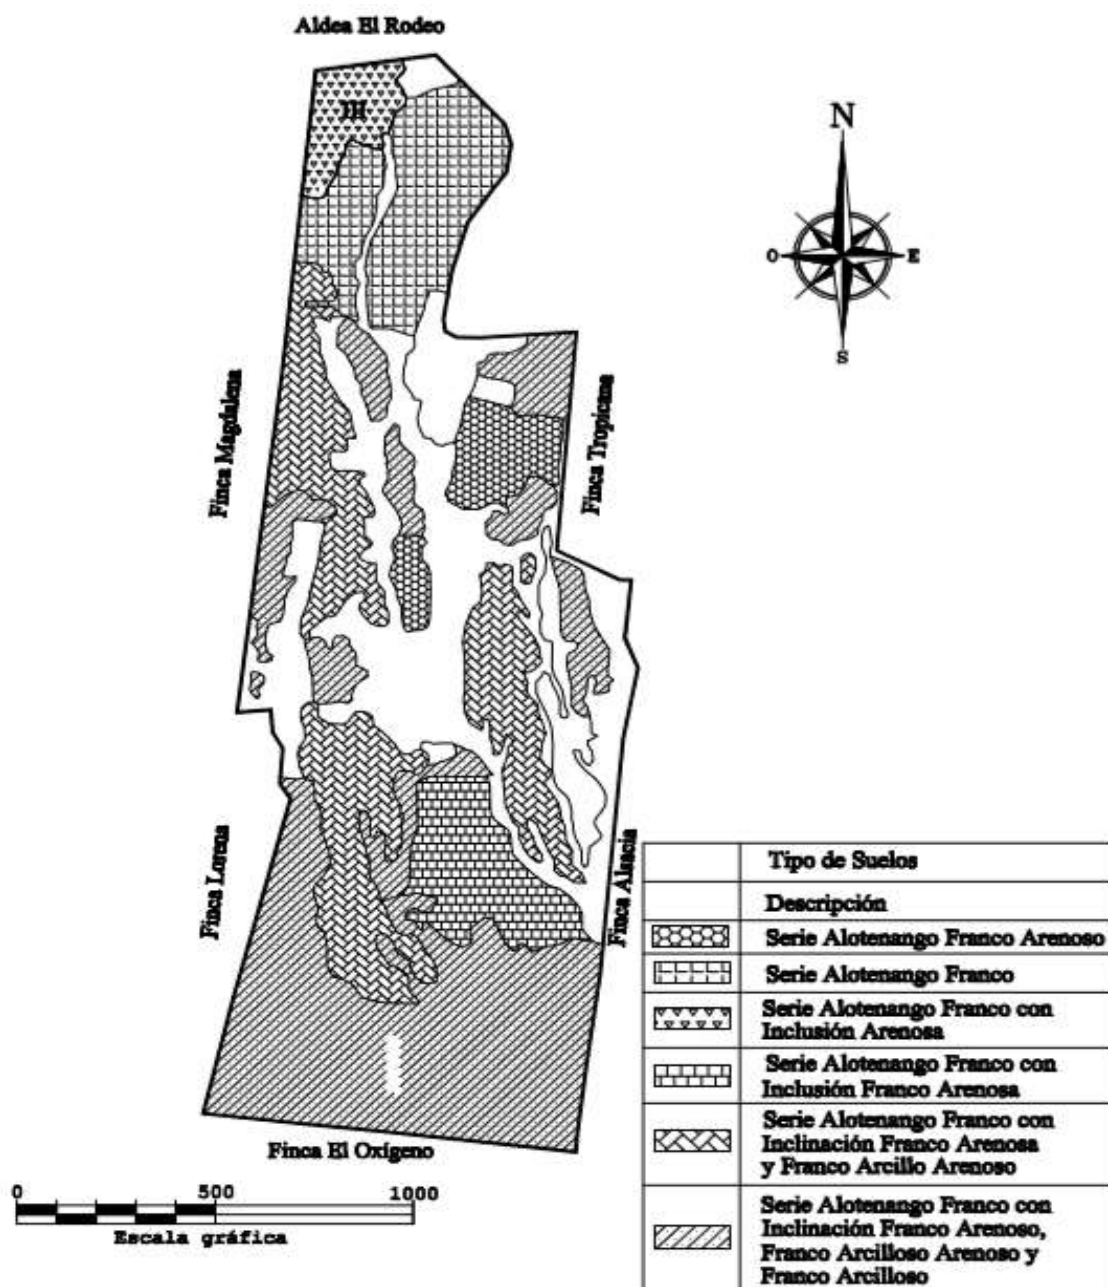 Aldea El Rodeo
III
N
O
E
S
Finca Magdalena
Finca Tropicana
Finca Lorena
Finca Alsacia
Finca El Oxígeno
0 500 1000
Escala gráfica
Tipo de Suelos
Descripción
Serie Alotenango Franco Arenoso
Serie Alotenango Franco
Serie Alotenango Franco con
Inclusión Arenosa
Serie Alotenango Franco con
Inclusión Franco Arenosa
Serie Alotenango Franco con
Inclinación Franco Arenosa
y Franco Arcillo Arenoso
Serie Alotenango Franco con
Inclinación Franco Arenoso,
Franco Arcilloso Arenoso y
Franco Arcilloso